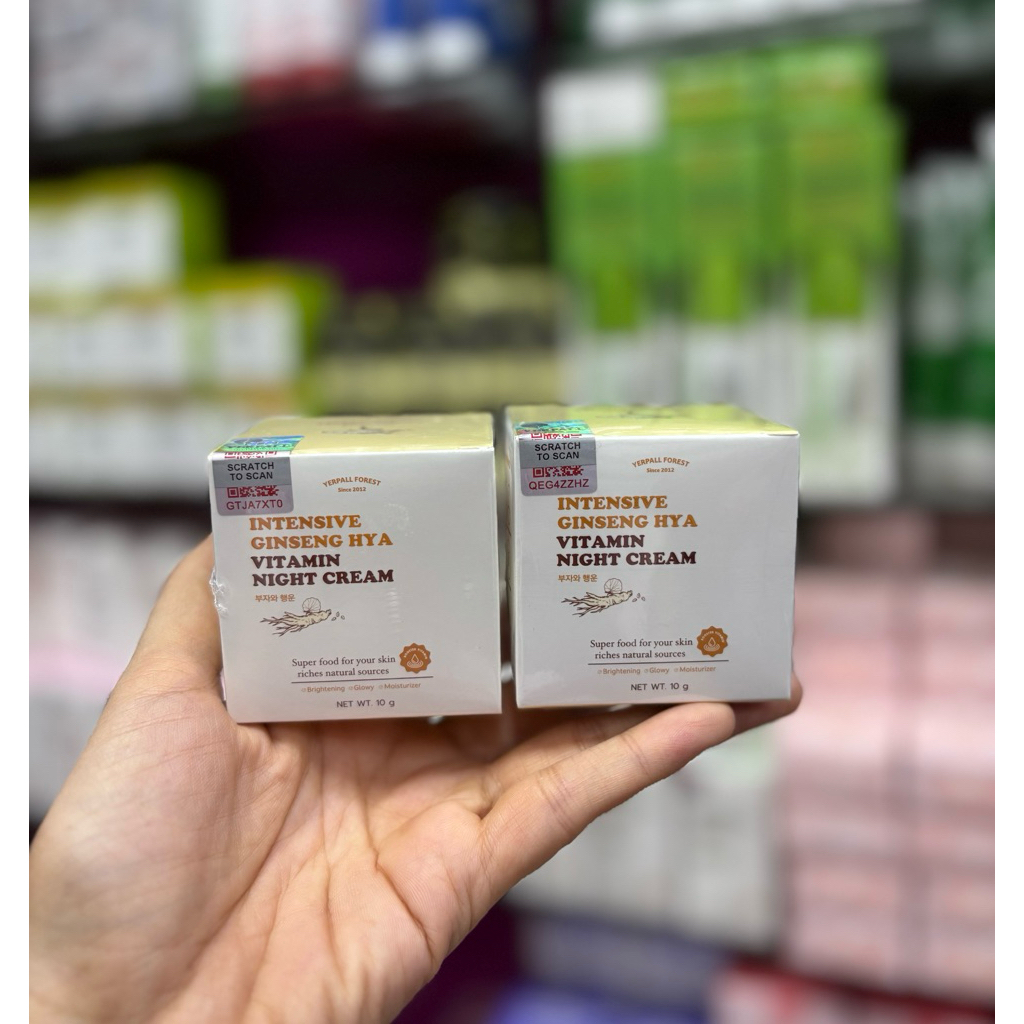 SCRATCH
TO SCAN
GTJA7XT0
YERPALL FOREST
Since 2012
INTENSIVE
GINSENG HYA
VITAMIN
NIGHT CREAM
부자와 행운
Super food for your skin
riches natural sources
Brightening Glowy Moisturizer
NET WT. 10 g
SCRATCH
TO SCAN
QEG4ZZHZ
YERPALL FOREST
Since 2012
INTENSIVE
GINSENG HYA
VITAMIN
NIGHT CREAM
부자와 행운
Super food for your skin
riches natural sources
Brightening Glowy Moisturizer
NET WT. 10 g